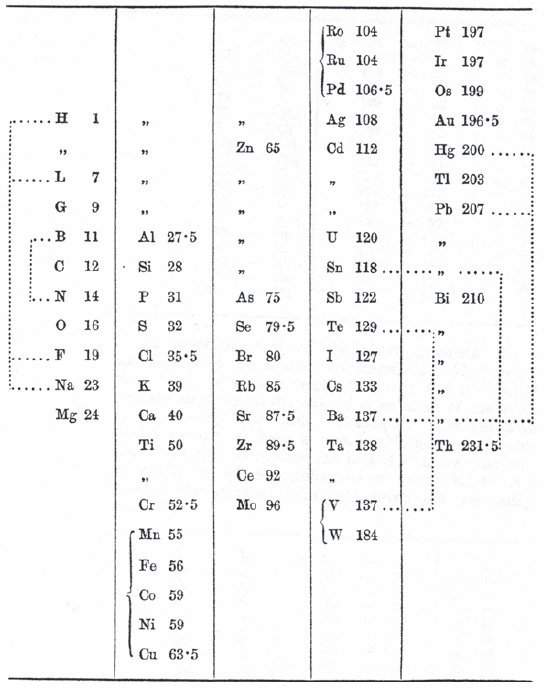 Ro 104 Pt 197
Ru 104 Ir 197
Pd 106·5 Os 199
H 1 „ „ Ag 108 Au 196·5
„ „ Zn 65 Cd 112 Hg 200
L 7 „ „ „ Tl 203
G 9 „ „ „ Pb 207
B 11 Al 27·5 „ U 120 „
C 12 Si 28 „ Sn 118 „
N 14 P 31 As 75 Sb 122 Bi 210
O 16 S 32 Se 79·5 Te 129 „
F 19 Cl 35·5 Br 80 I 127 „
Na 23 K 39 Rb 85 Cs 133 „
Mg 24 Ca 40 Sr 87·5 Ba 137 „
Ti 50 Zr 89·5 Ta 138 Th 231·5
„ Ce 92 „
Cr 52·5 Mo 96 V 137
Mn 55 W 184
Fe 56
Co 59
Ni 59
Cu 63·5